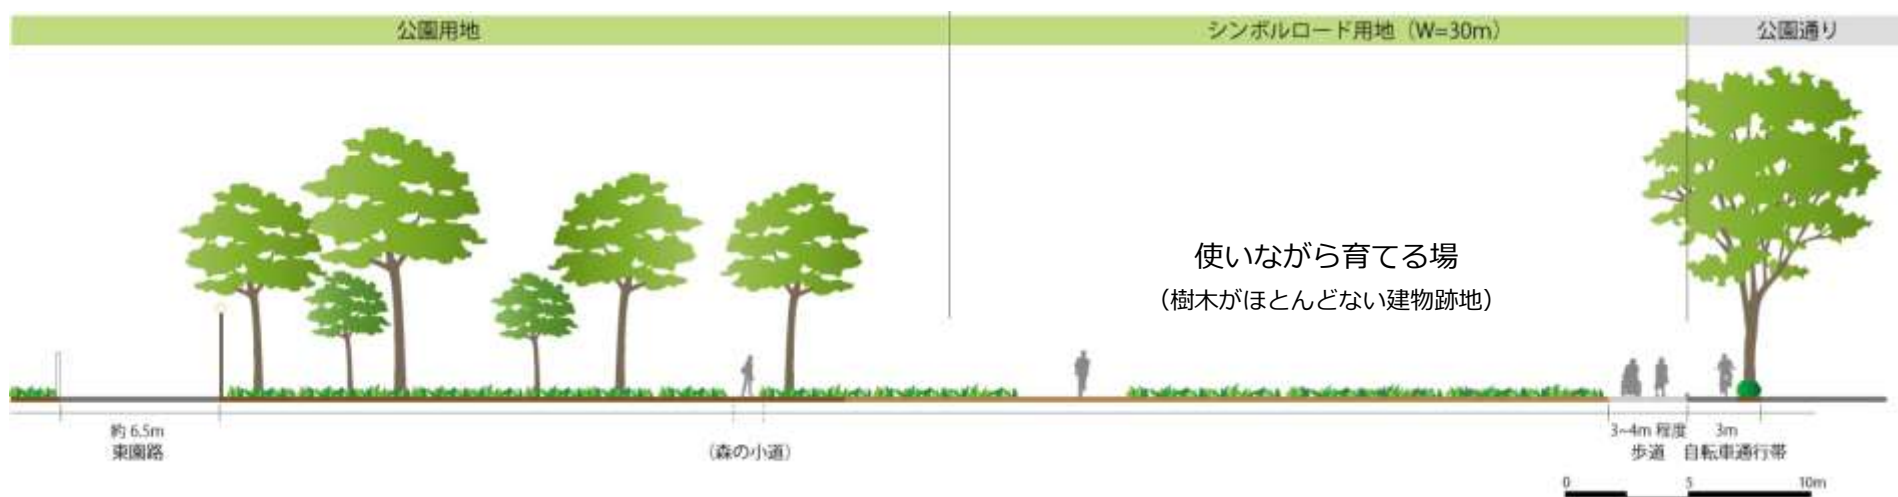 公園用地
シンボルロード用地（W=30m）
公園通り
使いながら育てる場
（樹木がほとんどない建物跡地）
約 6.5m
東園路
（森の小道）
3~4m 程度
歩道
3m
自転車通行帯
0 5 10m